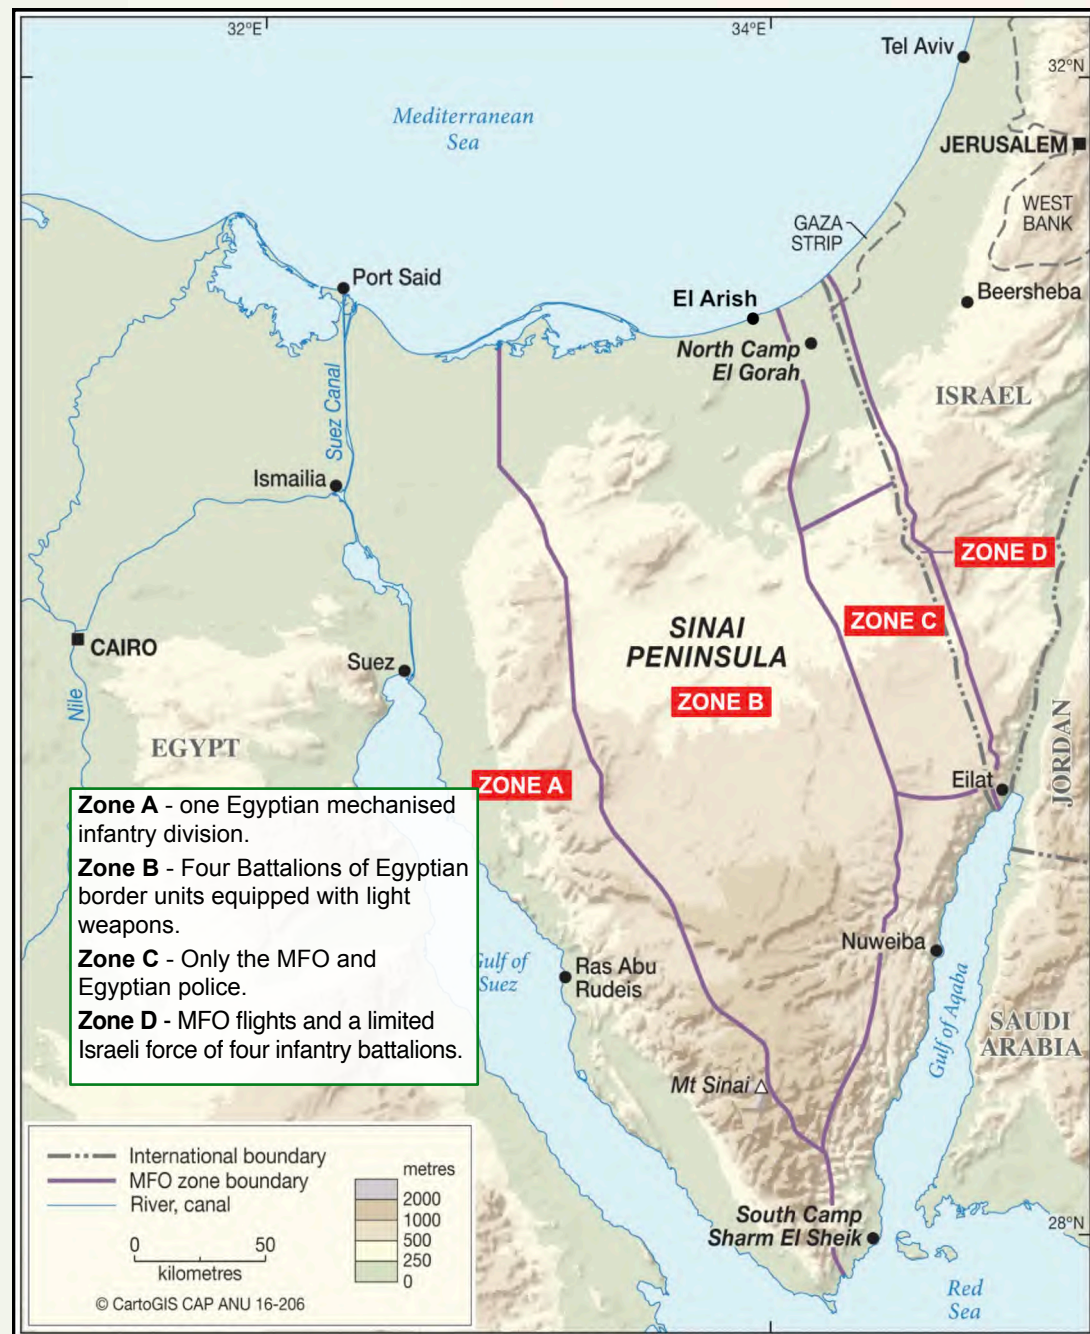 32°E
34°E
Tel Aviv
32°N
Mediterranean
Sea
JERUSALEM
WEST
BANK
GAZA
STRIP
Port Said
El Arish
Beersheba
North Camp
El Gorah
ISRAEL
Suez Canal
Ismailia
ZONE D
ZONE C
SINAI
PENINSULA
CAIRO
Suez
ZONE B
Nile
EGYPT
JORDAN
ZONE A
Eilat
Zone A - one Egyptian mechanised
infantry division.
Zone B - Four Battalions of Egyptian
border units equipped with light
weapons.
Zone C - Only the MFO and
Egyptian police.
Zone D - MFO flights and a limited
Israeli force of four infantry battalions.
Nuweiba
Gulf of
Suez
Ras Abu
Rudeis
Gulf of Aqaba
SAUDI
ARABIA
Mt Sinai
International boundary
MFO zone boundary
River, canal
metres
2000
1000
500
250
0
0 50
kilometres
© CartoGIS CAP ANU 16-206
South Camp
Sharm El Sheik
28°N
Red
Sea